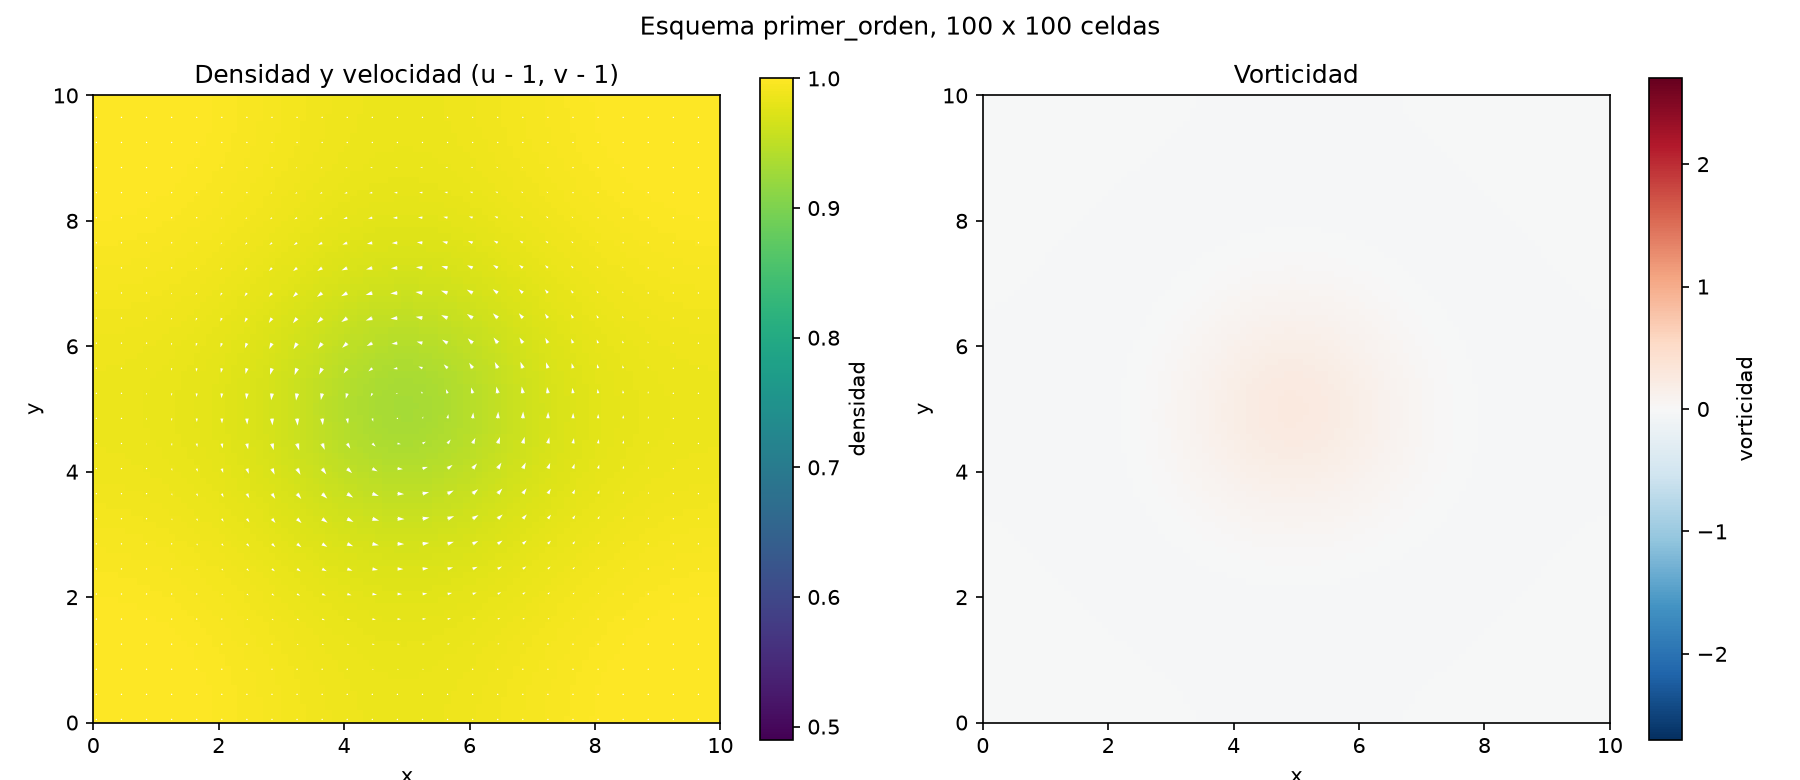 Esquema primer_orden, 100 x 100 celdas
Densidad y velocidad (u - 1, v - 1)
10
8
6
4
2
0
y
0 2 4 6 8 10
x
1.0
0.9
0.8
0.7
0.6
0.5
densidad
Vorticidad
10
8
6
4
2
0
y
0 2 4 6 8 10
x
2
1
0
−1
−2
vorticidad